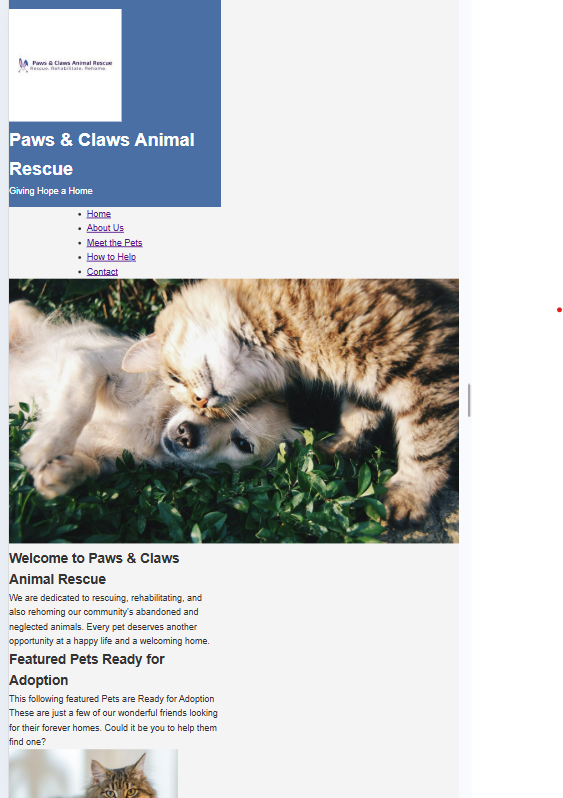 Paws & Claws Animal Rescue
Rescue. Rehabilitate. Rehome.
Paws & Claws Animal
Rescue
Giving Hope a Home
Home
About Us
Meet the Pets
How to Help
Contact
Welcome to Paws & Claws
Animal Rescue
We are dedicated to rescuing, rehabilitating, and
also rehoming our community's abandoned and
neglected animals. Every pet deserves another
opportunity at a happy life and a welcoming home.
Featured Pets Ready for
Adoption
This following featured Pets are Ready for Adoption
These are just a few of our wonderful friends looking
for their forever homes. Could it be you to help them
find one?